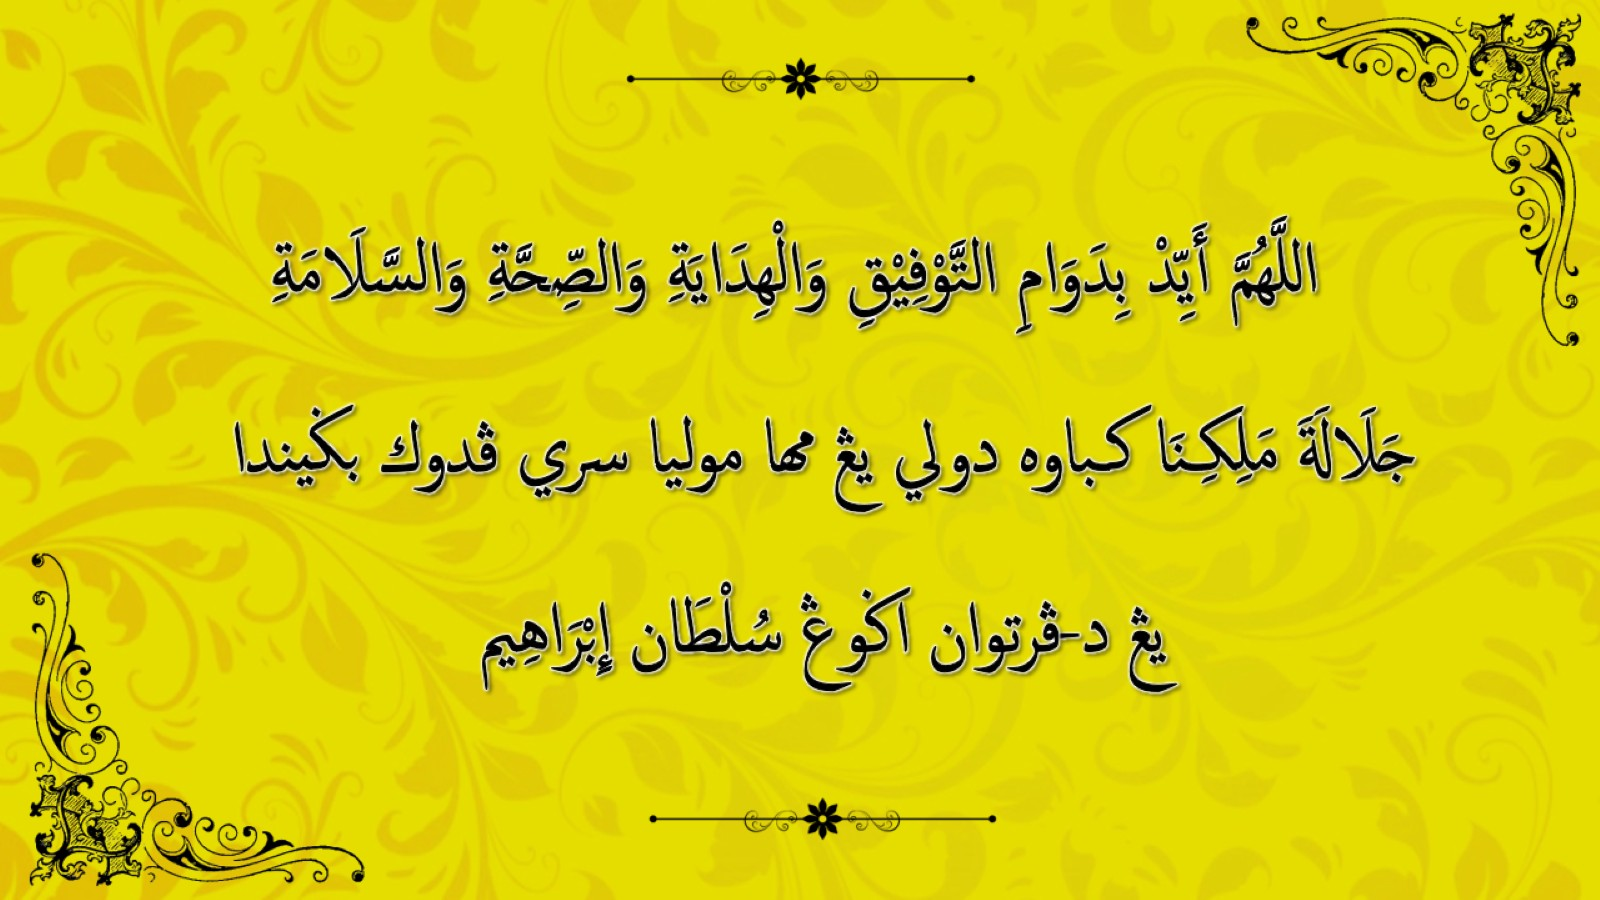 اللَّهُمَّ أَيِّدْ بِدَوَامِ التَّوْفِيْقِ وَالْهِدَايَةِ وَالصِّحَّةِ وَالسَّلَامَةِ
جَلَالَةَ مَلِكِنَا كباوه دولي يڠ مها موليا سري ڤدوك بݢيندا
يڠ د-ڤرتوان اݢوڠ سُلْطَان إِبْرَاهِيم